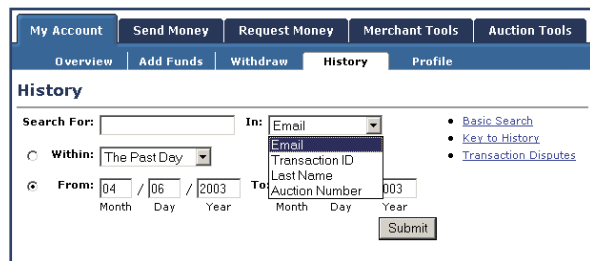 My Account Send Money Request Money Merchant Tools Auction Tools
Overview Add Funds Withdraw History Profile
History
Search For: In: Email
Email
Transaction ID
Last Name
Auction Number
Basic Search
Key to History
Transaction Disputes
Within: The Past Day
From: 04 / 06 / 2003 To: 003
Month Day Year Month Day Year
Submit